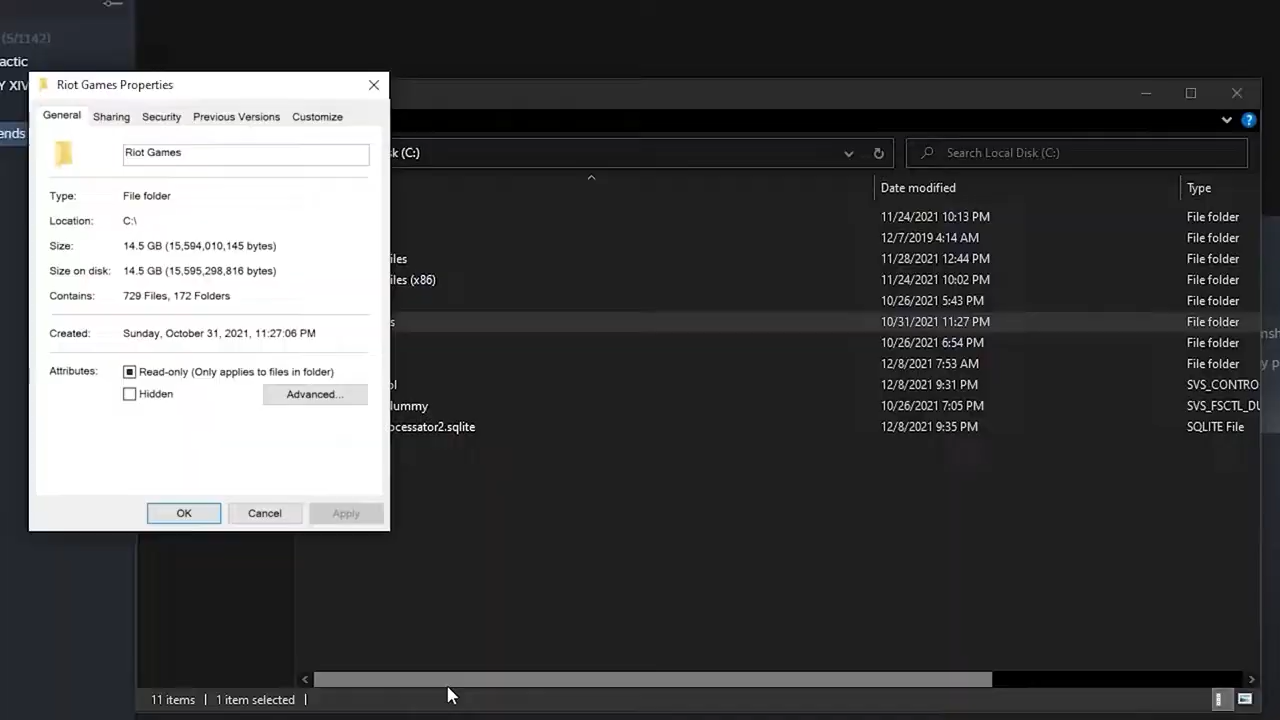 (5/1142)
actic
Y XIV
ends
Riot Games Properties
General Sharing Security Previous Versions Customize
Riot Games
Type: File folder
Location: C:\
Size: 14.5 GB (15,594,010,145 bytes)
Size on disk: 14.5 GB (15,595,298,816 bytes)
Contains: 729 Files, 172 Folders
Created: Sunday, October 31, 2021, 11:27:06 PM
Attributes: Read-only (Only applies to files in folder)
Hidden Advanced...
OK Cancel Apply
sk (C:) Search Local Disk (C:)
Date modified Type
11/24/2021 10:13 PM File folder
12/7/2019 4:14 AM File folder
iles 11/28/2021 12:44 PM File folder
iles (x86) 11/24/2021 10:02 PM File folder
10/26/2021 5:43 PM File folder
s 10/31/2021 11:27 PM File folder
10/26/2021 6:54 PM File folder
12/8/2021 7:53 AM File folder
ol 12/8/2021 9:31 PM SVS_CONTRO
dummy 10/26/2021 7:05 PM SVS_FSCTL_DU
ocessator2.sqlite 12/8/2021 9:35 PM SQLITE File
11 items 1 item selected